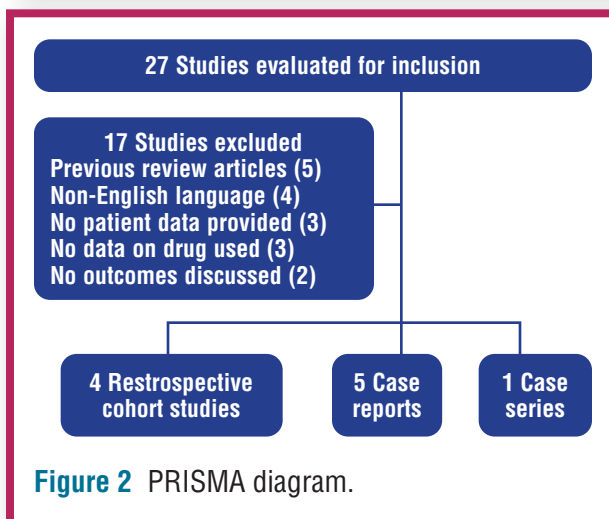 27 Studies evaluated for inclusion
17 Studies excluded
Previous review articles (5)
Non-English language (4)
No patient data provided (3)
No data on drug used (3)
No outcomes discussed (2)
4 Restrospective
cohort studies
5 Case
reports
1 Case
series
Figure 2 PRISMA diagram.